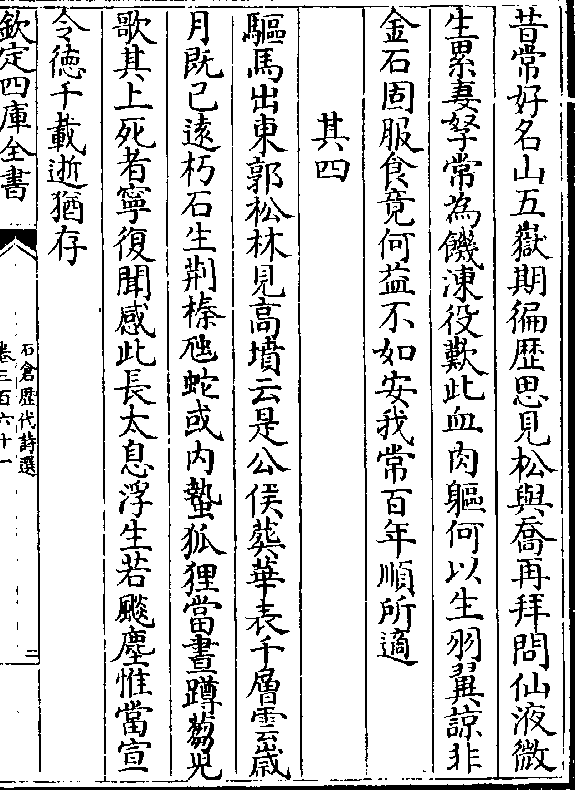 昔常好名山五嶽期徧歴思見松與喬再拜問仙液微
生累妻孥常為饑凍役歎此血肉軀何以生羽翼諒非
金石固服食竟何益不如安我常百年順所適
其四
驅馬出東郭松林見高墳云是公侯葬華表千層雲歳
月既已遠朽石生荆榛虺蛇或内蟄狐狸當晝蹲芻兒
歌其上死者寧復聞感此長太息浮生若飈塵惟當宣
令徳千載逝猶存
欽定四庫全書
石倉歴代詩選
卷三百六十一
二